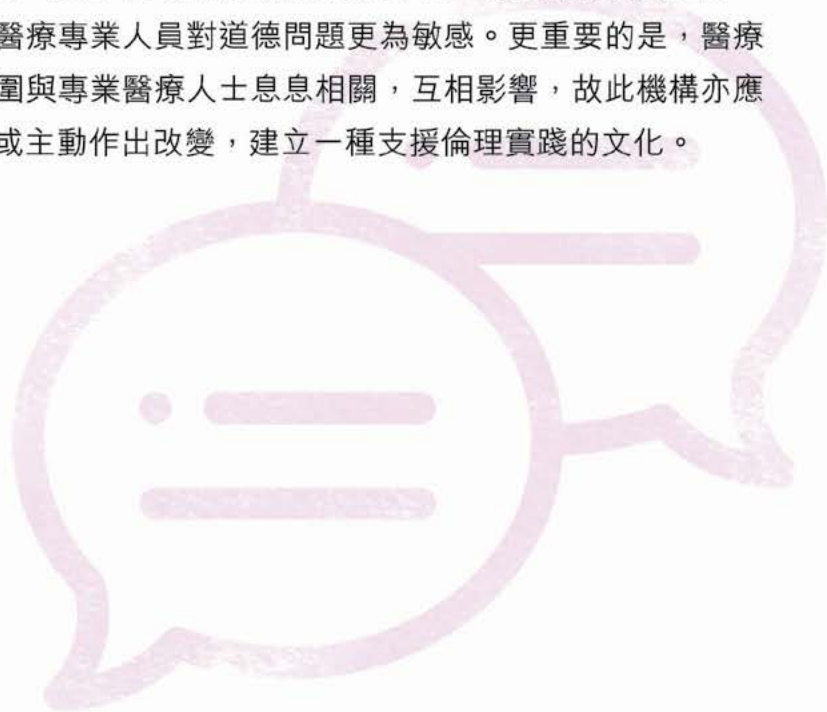 醫療專業人員對道德問題更為敏感。更重要的是，醫療
圍與專業醫療人士息息相關，互相影響，故此機構亦應
或主動作出改變，建立一種支援倫理實踐的文化。